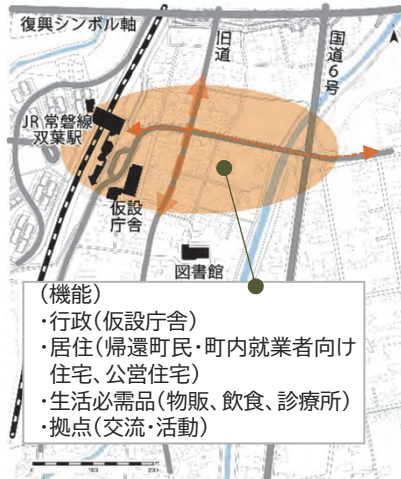 復興シンボル軸
旧道
国道6号
JR常磐線
双葉駅
仮設
庁舎
図書館
(機能)
・行政(仮設庁舎)
・居住(帰還町民・町内就業者向け
住宅、公営住宅)
・生活必需品(物販、飲食、診療所)
・拠点(交流・活動)